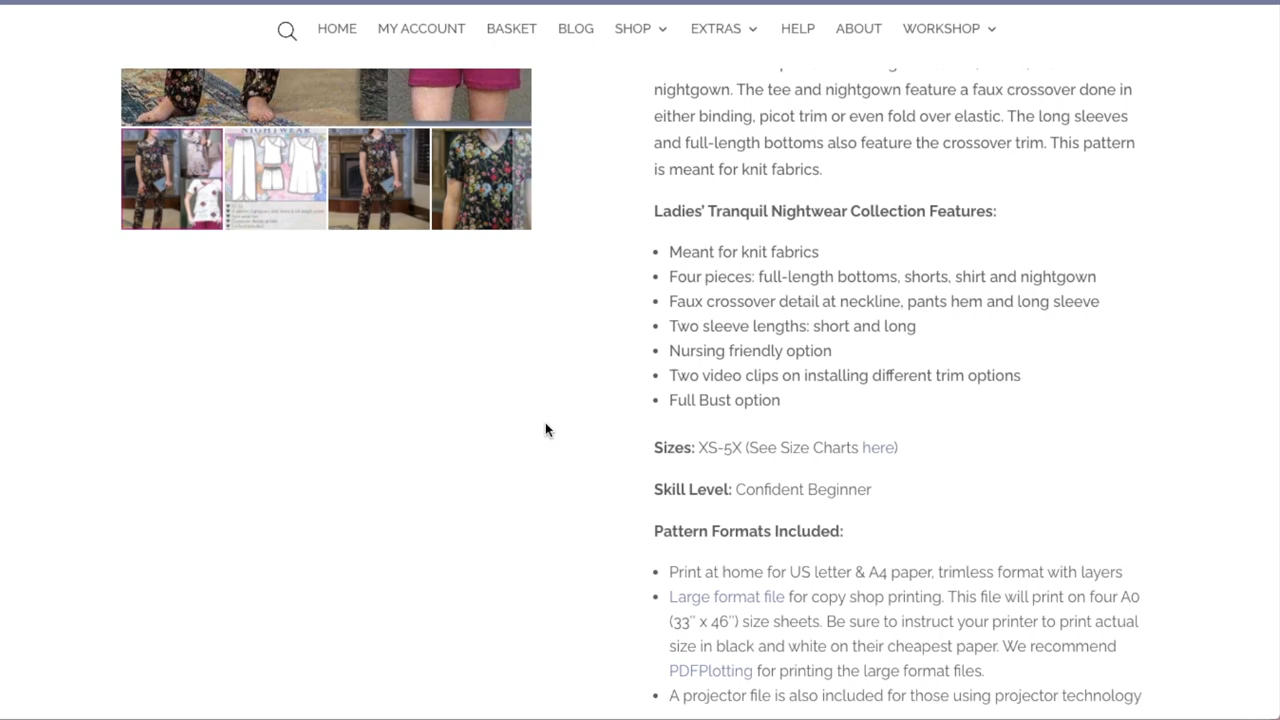 HOME MY ACCOUNT BASKET BLOG SHOP EXTRAS HELP ABOUT WORKSHOP
NIGHTWEAR
nightgown. The tee and nightgown feature a faux crossover done in
either binding, picot trim or even fold over elastic. The long sleeves
and full-length bottoms also feature the crossover trim. This pattern
is meant for knit fabrics.
Ladies’ Tranquil Nightwear Collection Features:
• Meant for knit fabrics
• Four pieces: full-length bottoms, shorts, shirt and nightgown
• Faux crossover detail at neckline, pants hem and long sleeve
• Two sleeve lengths: short and long
• Nursing friendly option
• Two video clips on installing different trim options
• Full Bust option
Sizes: XS-5X (See Size Charts here)
Skill Level: Confident Beginner
Pattern Formats Included:
• Print at home for US letter & A4 paper, trimless format with layers
• Large format file for copy shop printing. This file will print on four A0
(33″ x 46″) size sheets. Be sure to instruct your printer to print actual
size in black and white on their cheapest paper. We recommend
PDFPlotting for printing the large format files.
• A projector file is also included for those using projector technology